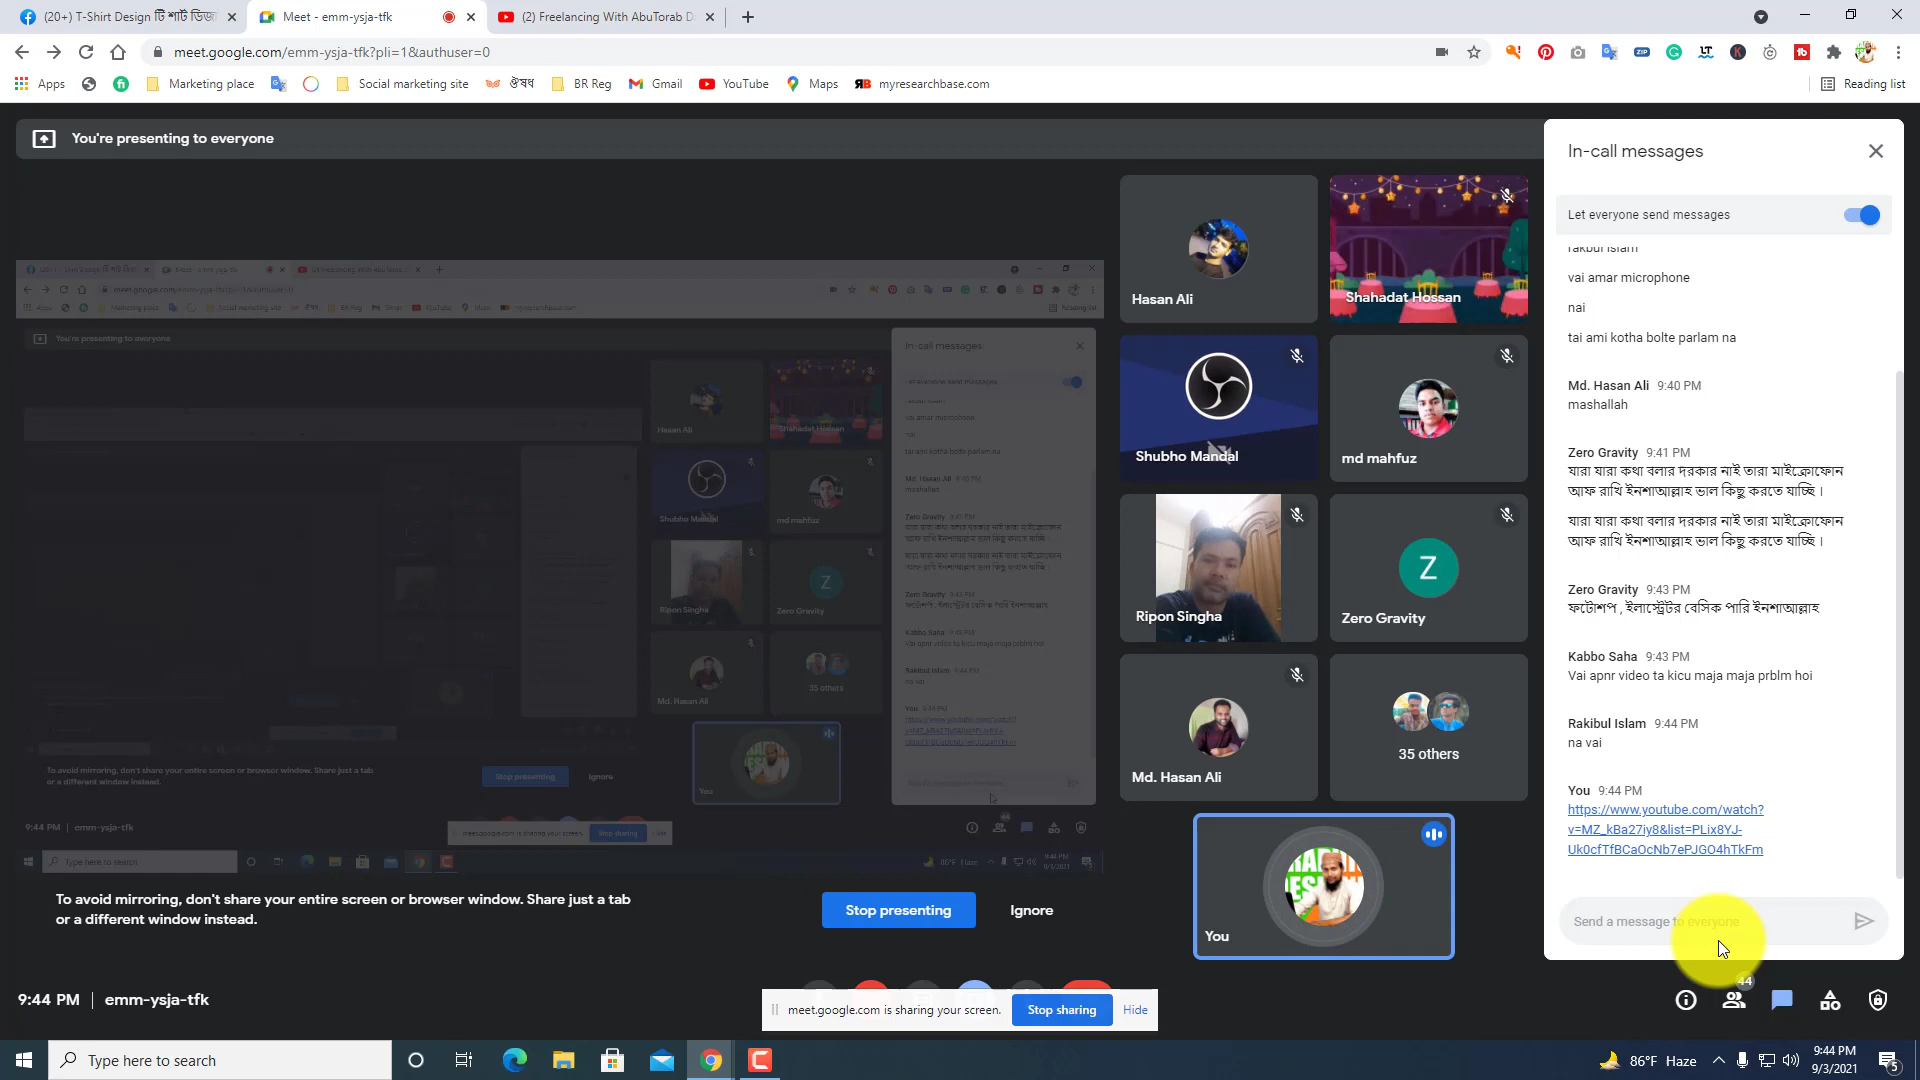 (20+) T-Shirt Design টি শার্ট ডিজা
Meet - emm-ysja-tfk
(2) Freelancing With AbuTorab D
meet.google.com/emm-ysja-tfk?pli=1&authuser=0
Apps
Marketing place
Social marketing site
ঔষধ
BR Reg
Gmail
YouTube
Maps
myresearchbase.com
Reading list
You're presenting to everyone
In-call messages
Let everyone send messages
rakbul islam
vai amar microphone
nai
tai ami kotha bolte parlam na
Md. Hasan Ali 9:40 PM
mashallah
Zero Gravity 9:41 PM
যারা যারা কথা বলার দরকার নাই তারা মাইক্রোফোন
আফ রাখি ইনশাআল্লাহ ভাল কিছু করতে যাচ্ছি ।
যারা যারা কথা বলার দরকার নাই তারা মাইক্রোফোন
আফ রাখি ইনশাআল্লাহ ভাল কিছু করতে যাচ্ছি ।
Zero Gravity 9:43 PM
ফটোশপ , ইলাস্ট্রেটর বেসিক পারি ইনশাআল্লাহ
Kabbo Saha 9:43 PM
Vai apnr video ta kicu maja maja prblm hoi
Rakibul Islam 9:44 PM
na vai
You 9:44 PM
https://www.youtube.com/watch?
v=MZ_kBa27iy8&list=PLix8YJ-
Uk0cfTfBCaOcNb7ePJGO4hTkFm
Send a message to everyone
Hasan Ali
Shahadat Hossan
Shubho Mandal
md mahfuz
Ripon Singha
Z
Zero Gravity
Md. Hasan Ali
35 others
You
To avoid mirroring, don't share your entire screen or browser window. Share just a tab
or a different window instead.
Stop presenting
Ignore
9:44 PM | emm-ysja-tfk
meet.google.com is sharing your screen.
Stop sharing
Hide
44
Type here to search
86°F Haze
9:44 PM
9/3/2021
5